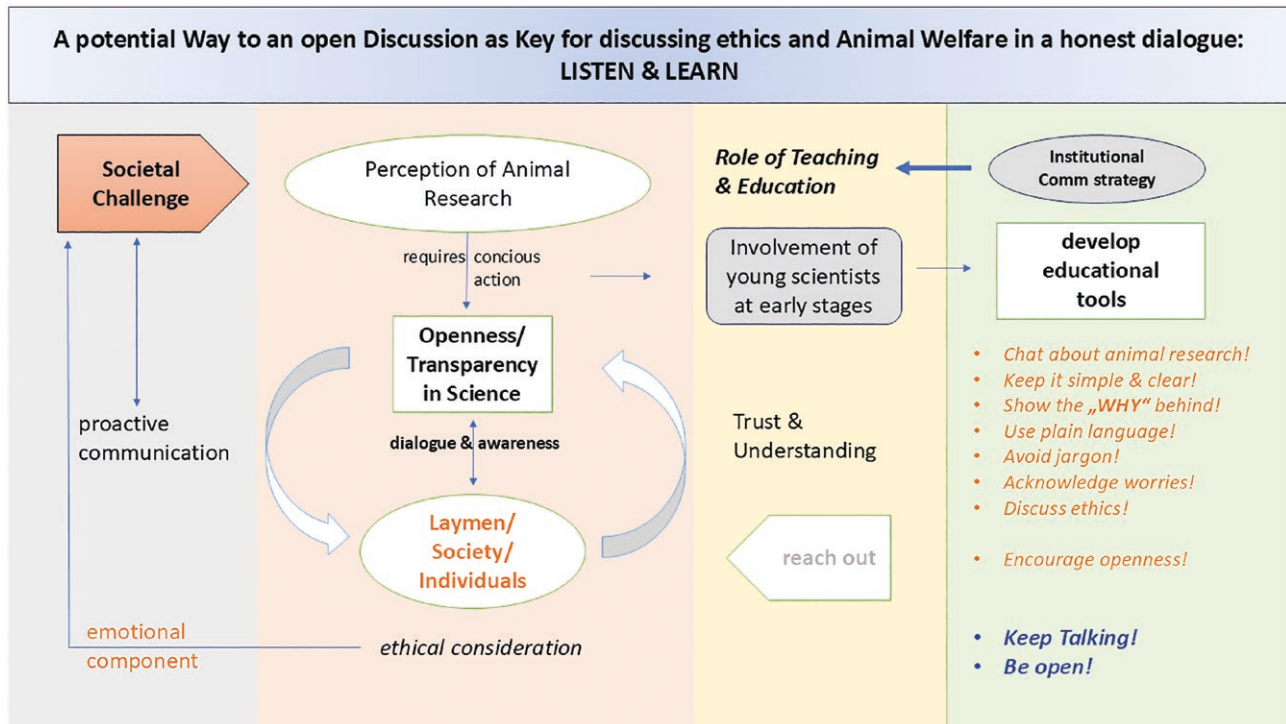 A potential Way to an open Discussion as Key for discussing ethics and Animal Welfare in a honest dialogue:
LISTEN & LEARN
Societal
Challenge
proactive
communication
emotional
component
Perception of Animal
Research
requires concious
action
Openness/
Transparency
in Science
dialogue & awareness
Laymen/
Society/
Individuals
ethical consideration
Role of Teaching
& Education
Involvement of
young scientists
at early stages
Trust &
Understanding
reach out
Institutional
Comm strategy
develop
educational
tools
• Chat about animal research!
• Keep it simple & clear!
• Show the „WHY“ behind!
• Use plain language!
• Avoid jargon!
• Acknowledge worries!
• Discuss ethics!
• Encourage openness!
• Keep Talking!
• Be open!